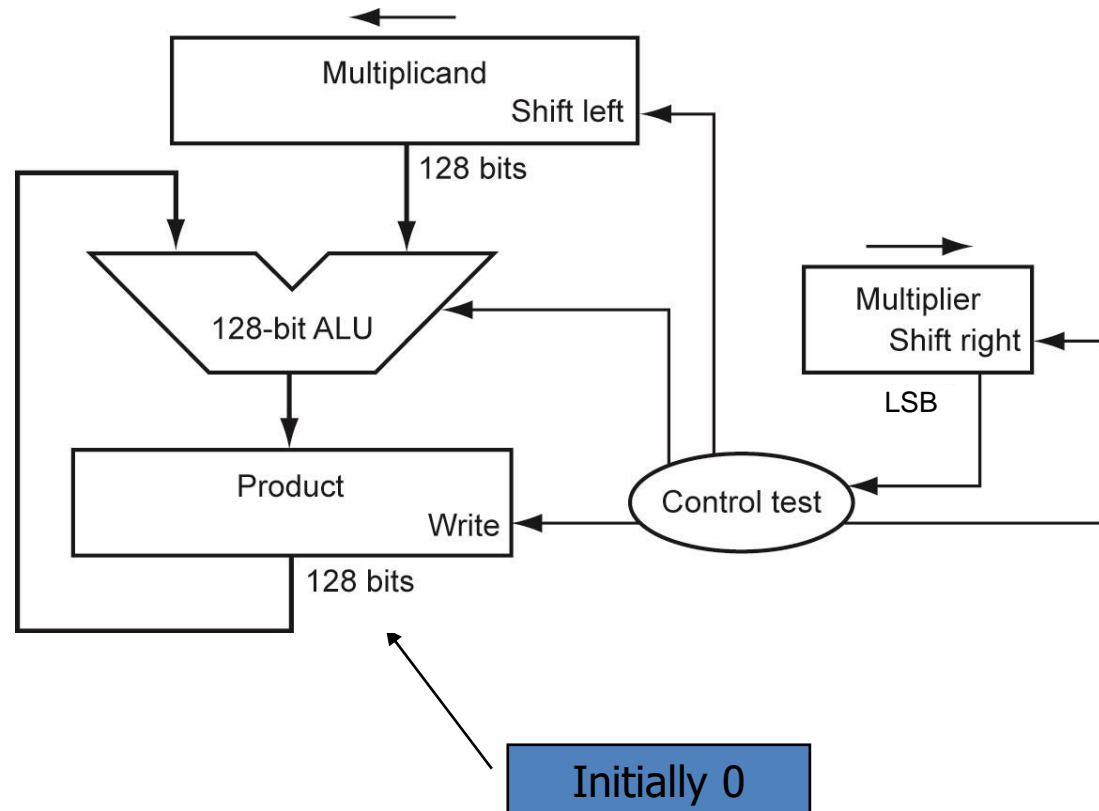 Multiplicand
Shift left
128 bits
128-bit ALU
Multiplier
Shift right
LSB
Product
Write
Control test
128 bits
Initially 0